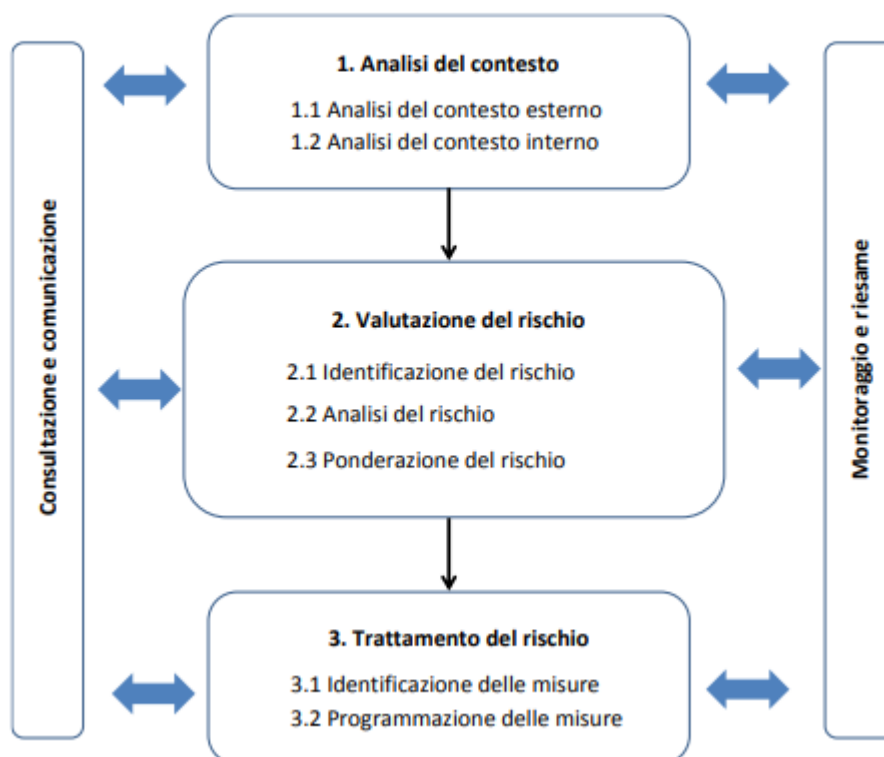 Consultazione e comunicazione
1. Analisi del contesto
1.1 Analisi del contesto esterno
1.2 Analisi del contesto interno
2. Valutazione del rischio
2.1 Identificazione del rischio
2.2 Analisi del rischio
2.3 Ponderazione del rischio
3. Trattamento del rischio
3.1 Identificazione delle misure
3.2 Programmazione delle misure
Monitoraggio e riesame